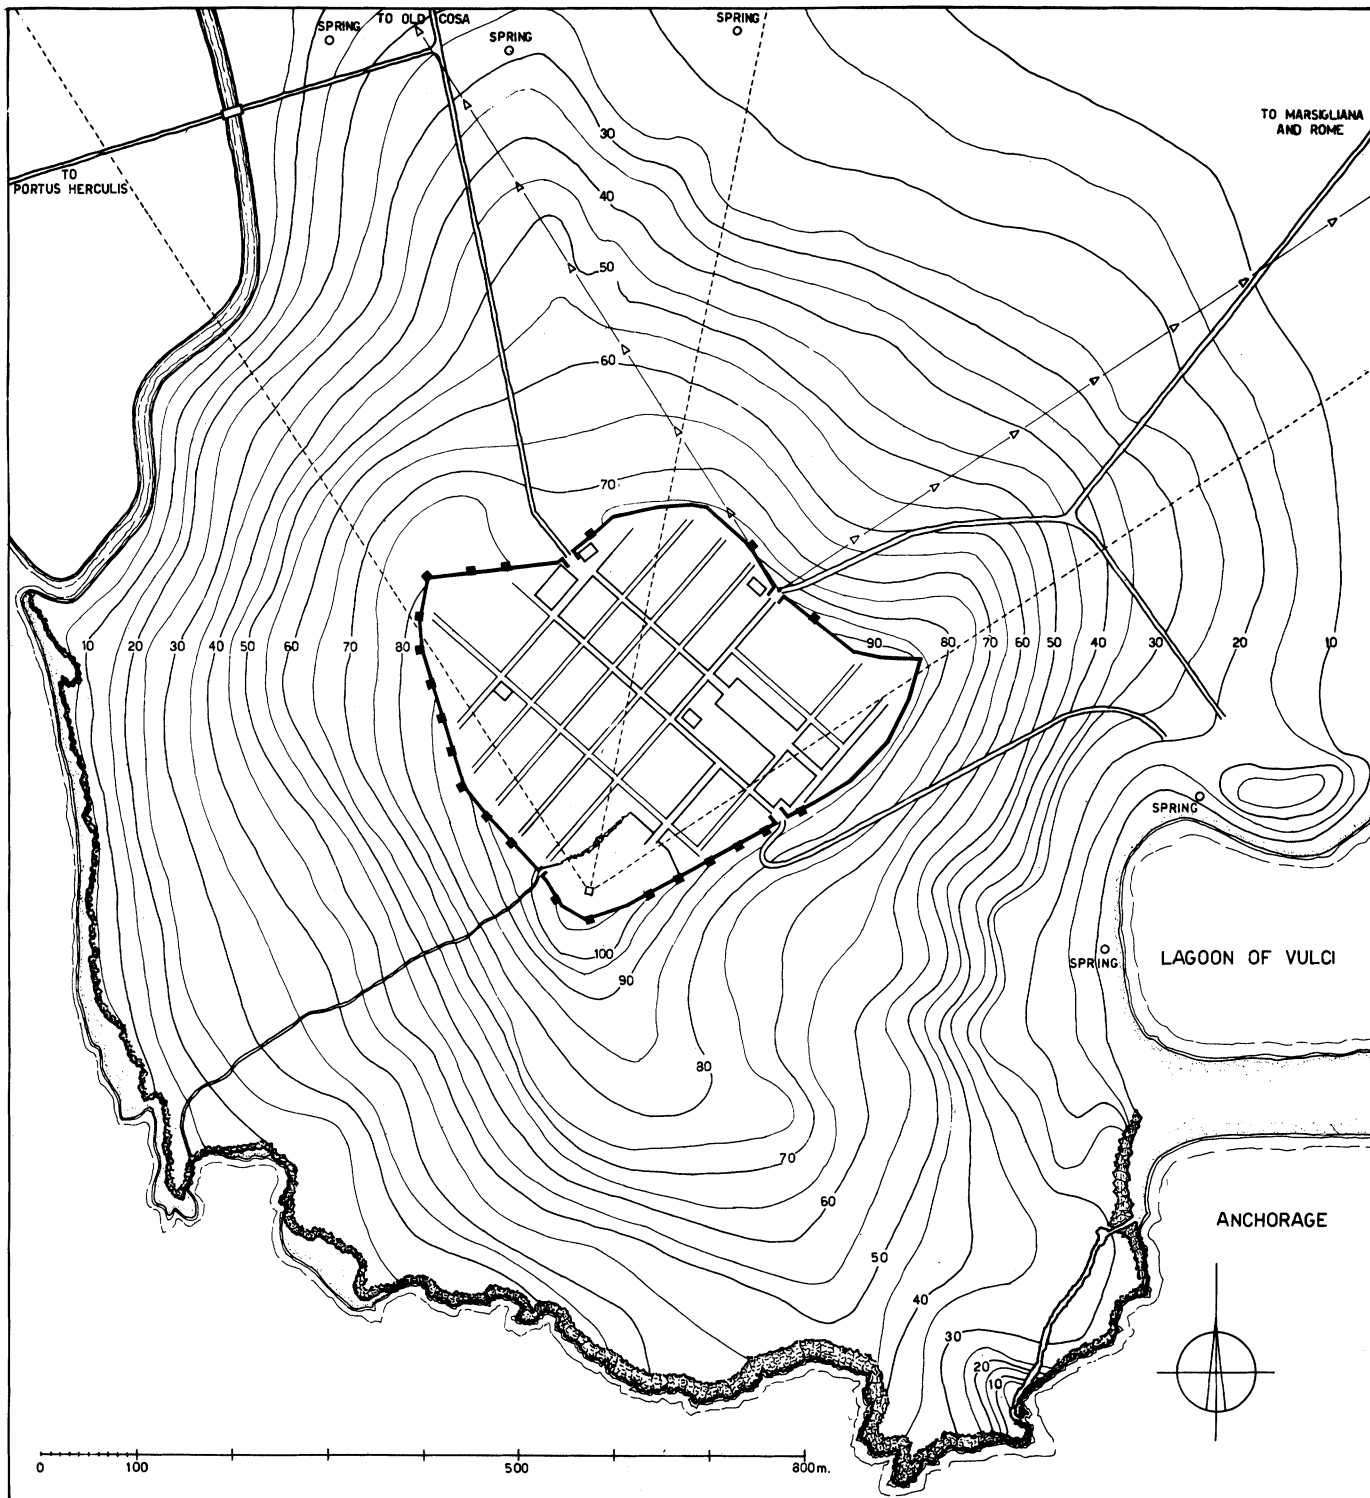 SPRING
TO OLD COSA
SPRING
SPRING
TO MARSIGLIANA
AND ROME
TO
PORTUS HERCULIS
30
40
50
60
70
10 20 30 40 50 60 70 80 90 80 70 60 50 40 30 20 10
SPRING
SPRING
LAGOON OF VULCI
100
90
80
70
60
50
40
30
20
10
ANCHORAGE
0 100 500 800m.